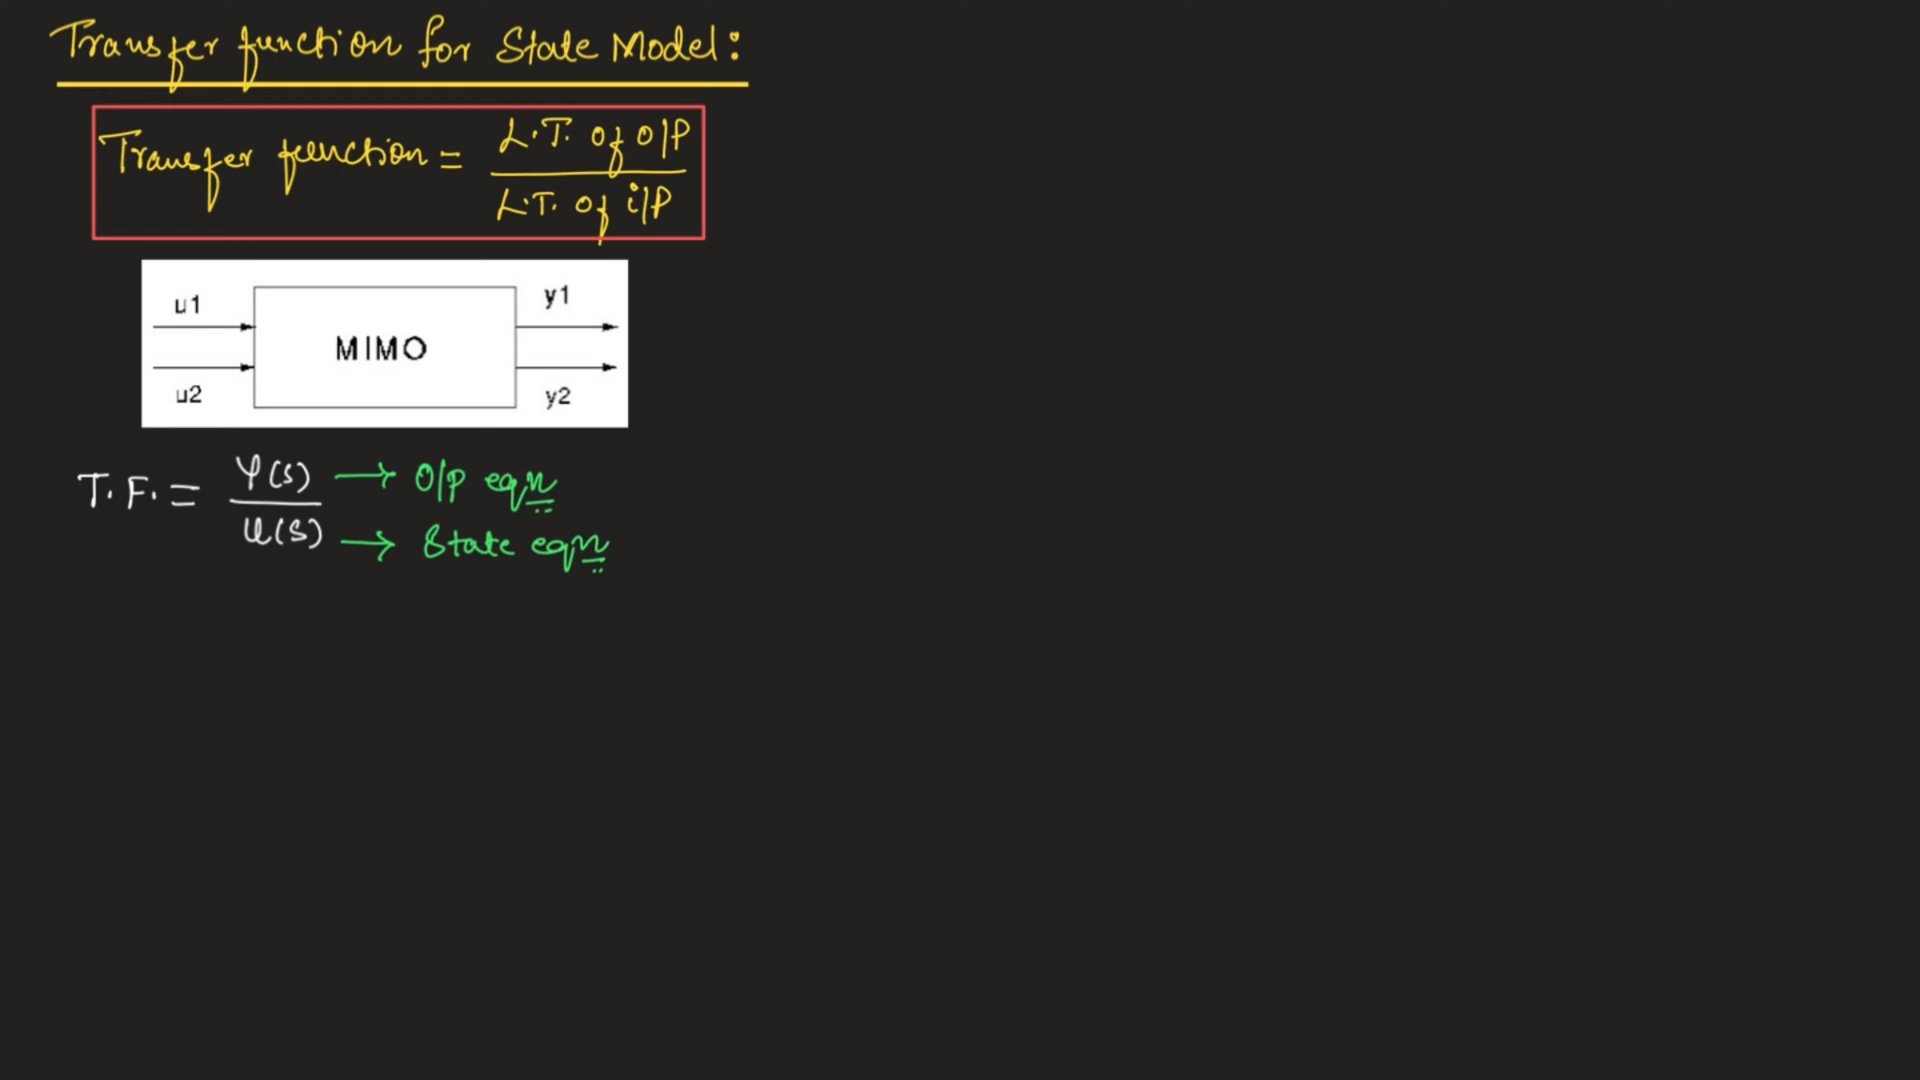 Transfer function for State Model:
Transfer function = L.T. of O/P / L.T. of i/P
u1
y1
MIMO
u2
y2
T.F. = Y(s) / U(s)
→ O/P eqn
→ State eqn